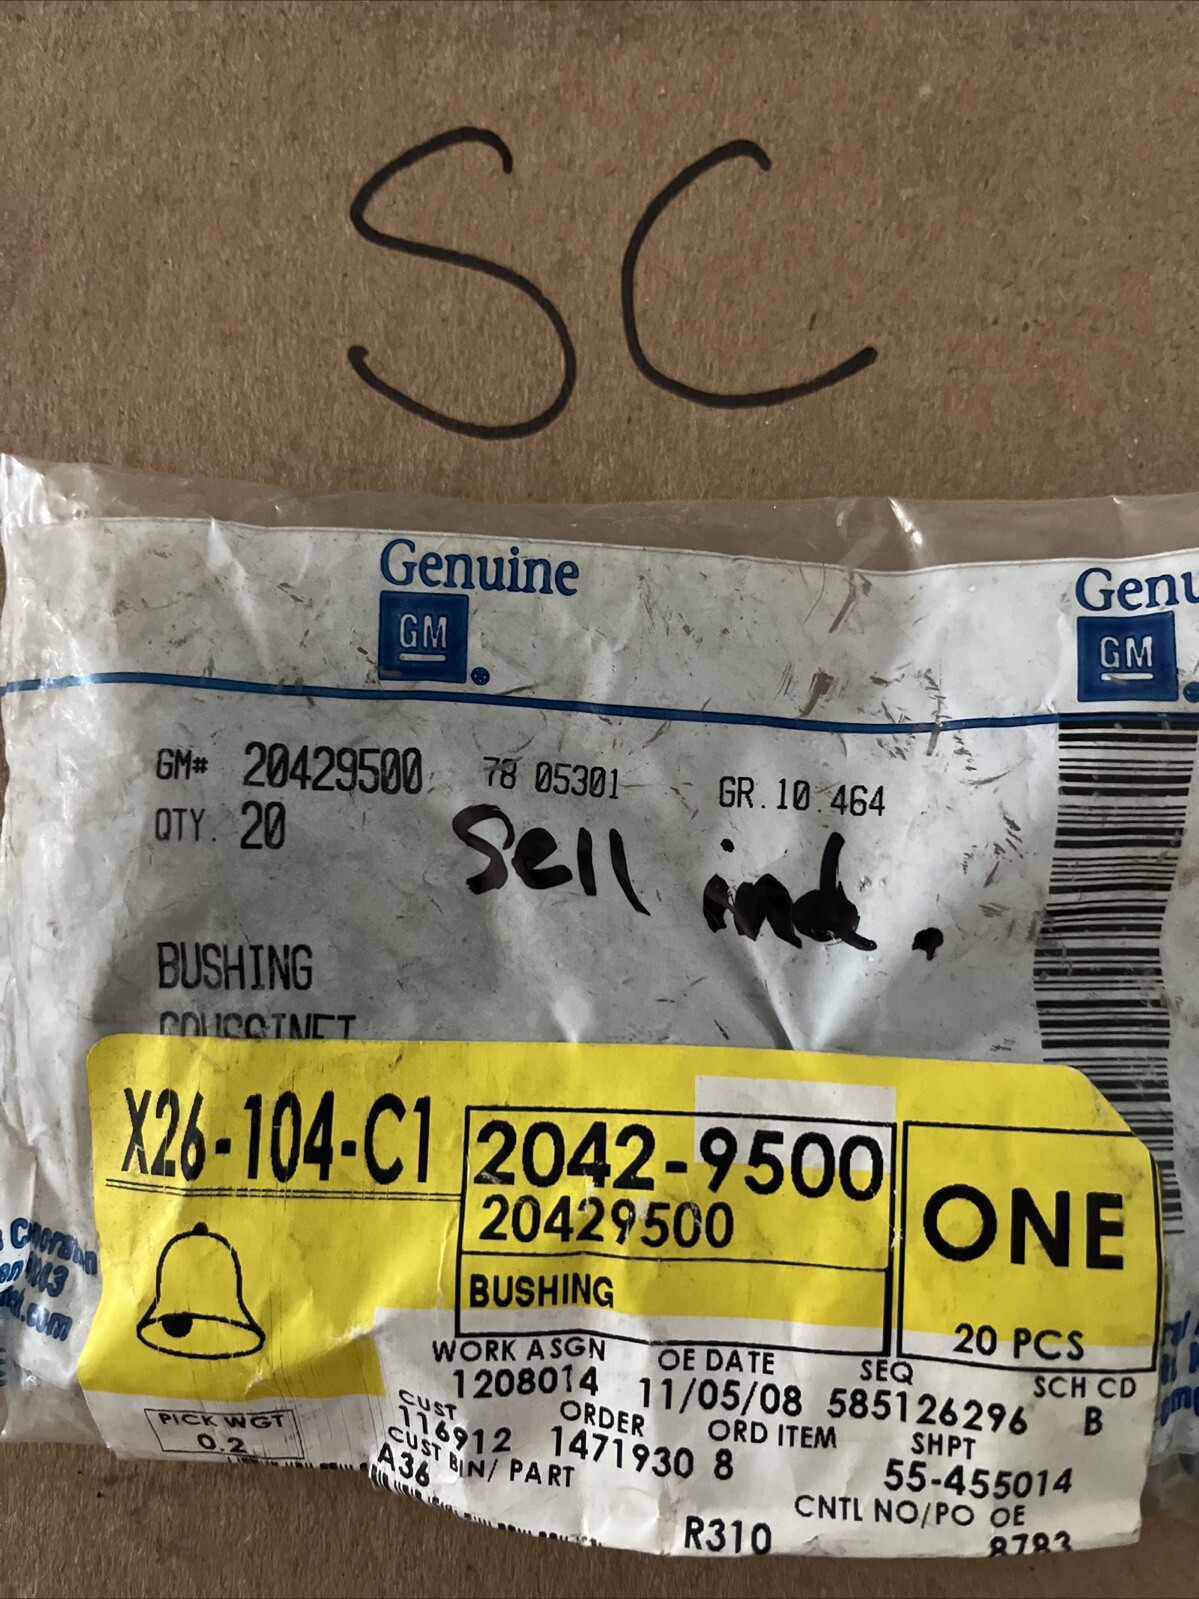 SC
Genuine
GM
Genu
GM
GM# 20429500 78 05301 GR.10.464
QTY. 20
Sell ind.
BUSHING
COUSSINET
X26-104-C1
2042-9500
20429500
BUSHING
ONE
20 PCS
WORK ASGN
1208014
OE DATE
11/05/08
SEQ
585126296
SCH CD
B
PICK WGT
0.2
CUST
116912
ORDER
1471930
ORD ITEM
8
SHPT
55-455014
CUST BIN/ PART
A36
CNTL NO/PO OE
R310
8783